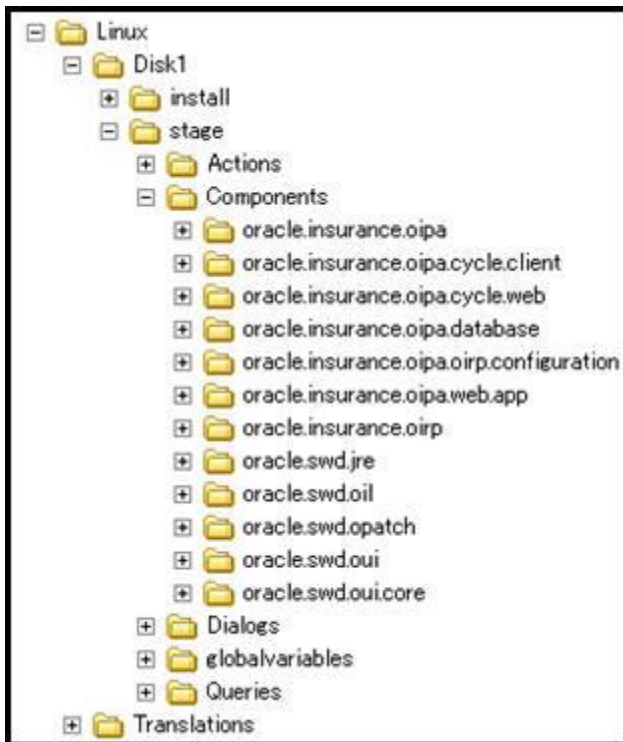 Linux
Disk1
install
stage
Actions
Components
oracle.insurance.oipa
oracle.insurance.oipa.cycle.client
oracle.insurance.oipa.cycle.web
oracle.insurance.oipa.database
oracle.insurance.oipa.oirp.configuration
oracle.insurance.oipa.web.app
oracle.insurance.oirp
oracle.swd.jre
oracle.swd.oil
oracle.swd.opatch
oracle.swd.oui
oracle.swd.oui.core
Dialogs
globalvariables
Queries
Translations